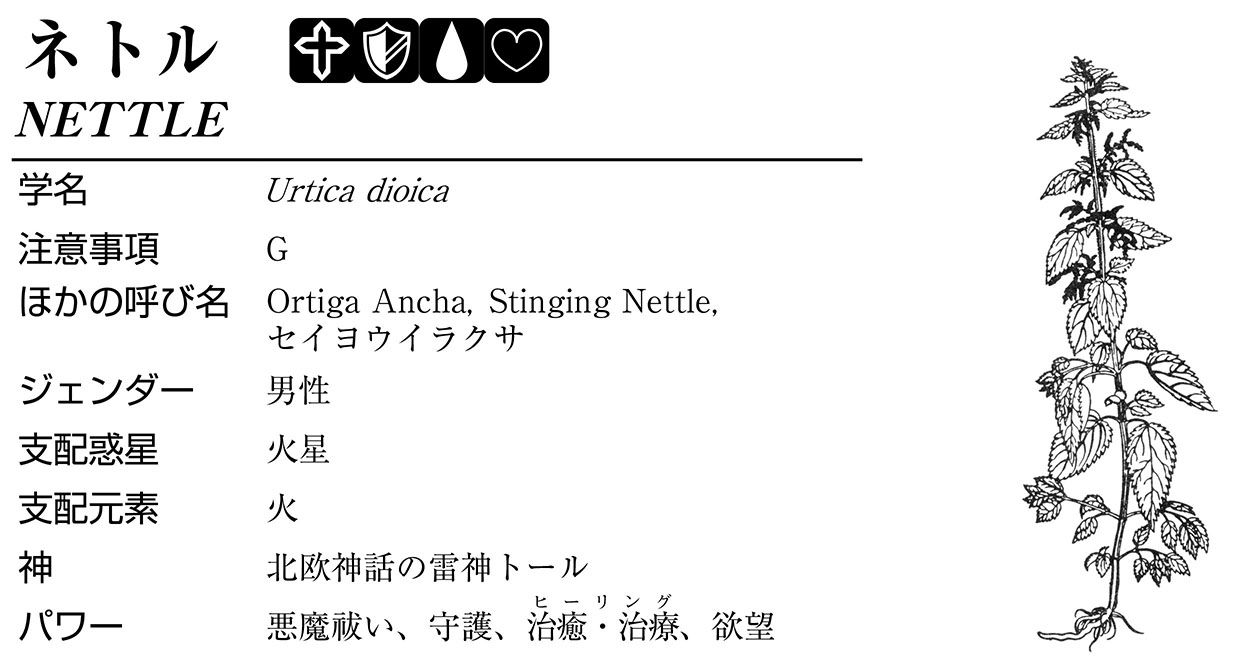 ネトル
NETTLE
学名 Urtica dioica
注意事項 G
ほかの呼び名 Ortiga Ancha, Stinging Nettle,
セイヨウイラクサ
ジェンダー 男性
支配惑星 火星
支配元素 火
神 北欧神話の雷神トール
ヒーリング
パワー 悪魔祓い、守護、治癒・治療、欲望